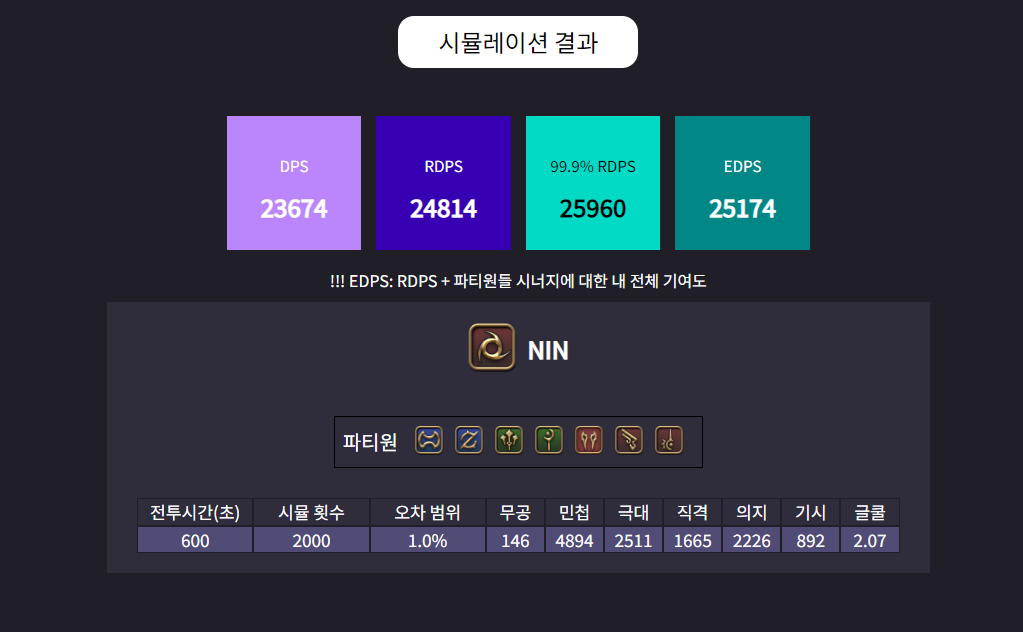 시뮬레이션 결과
DPS RDPS 99.9% RDPS EDPS
23674 24814 25960 25174
!!! EDPS: RDPS + 파티원들 시너지에 대한 내 전체 기여도
NIN
파티원
전투시간(초) 시뮬 횟수 오차 범위 무공 민첩 극대 직격 의지 기시 글쿨
600 2000 1.0% 146 4894 2511 1665 2226 892 2.07